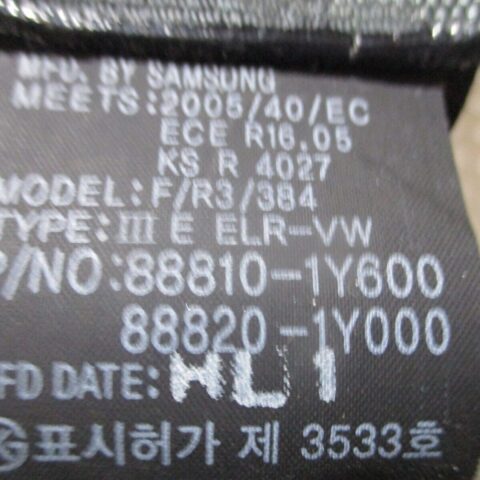 MFD. BY SAMSONG
MEETS:2005/40/EC
ECE R16.05
KS R 4027
MODEL: F/R3/384
TYPE: III E ELR-VW
P/NO:88810-1Y600
88820-1Y000
MFD DATE: HL1
표시허가 제 3533호